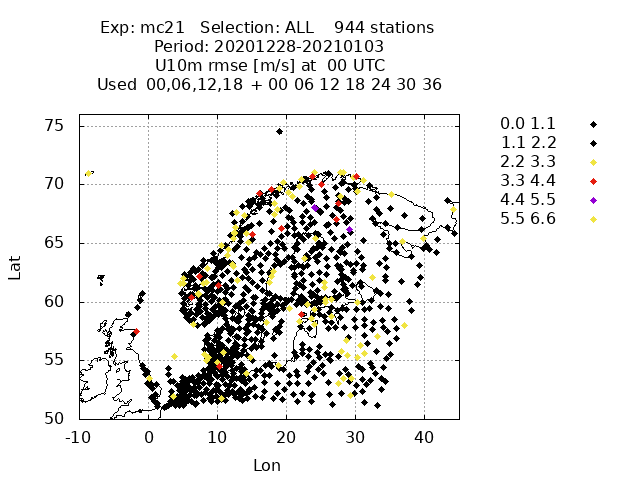 Exp: mc21   Selection: ALL    944 stations
Period: 20201228-20210103
U10m rmse [m/s] at  00 UTC
Used  00,06,12,18  + 00 06 12 18 24 30 36
0.0 1.1
1.1 2.2
2.2 3.3
3.3 4.4
4.4 5.5
5.5 6.6
75
70
65
60
55
50
Lat
-10 0 10 20 30 40
Lon